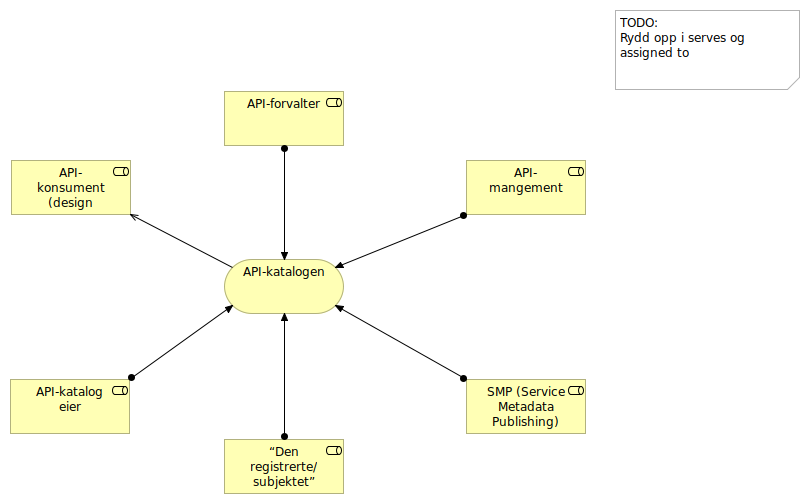 TODO:
Rydd opp i serves og
assigned to
API-forvalter
API-
konsument
(design
API-
mangement
API-katalogen
API-katalog
eier
SMP (Service
Metadata
Publishing)
“Den
registrerte/
subjektet”